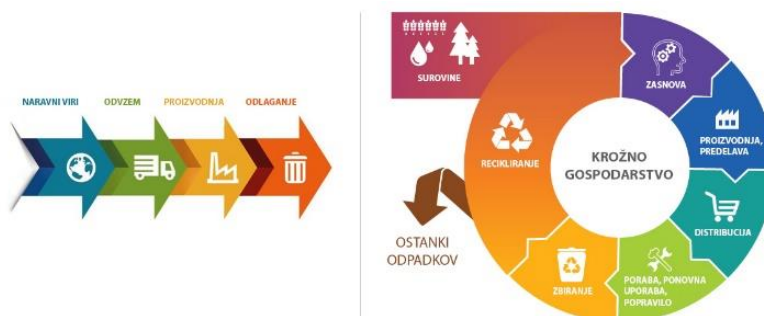 NARAVNI VIRI
ODVZEM
PROIZVODNJA
ODLAGANJE
SUROVINE
ZASNOVA
PROIZVODNJA,
PREDELAVA
RECIKLIRANJE
KROŽNO
GOSPODARSTVO
DISTRIBUCIJA
OSTANKI
ODPADKOV
ZBIRANJE
PORABA, PONOVNA
UPORABA,
POPRAVILO